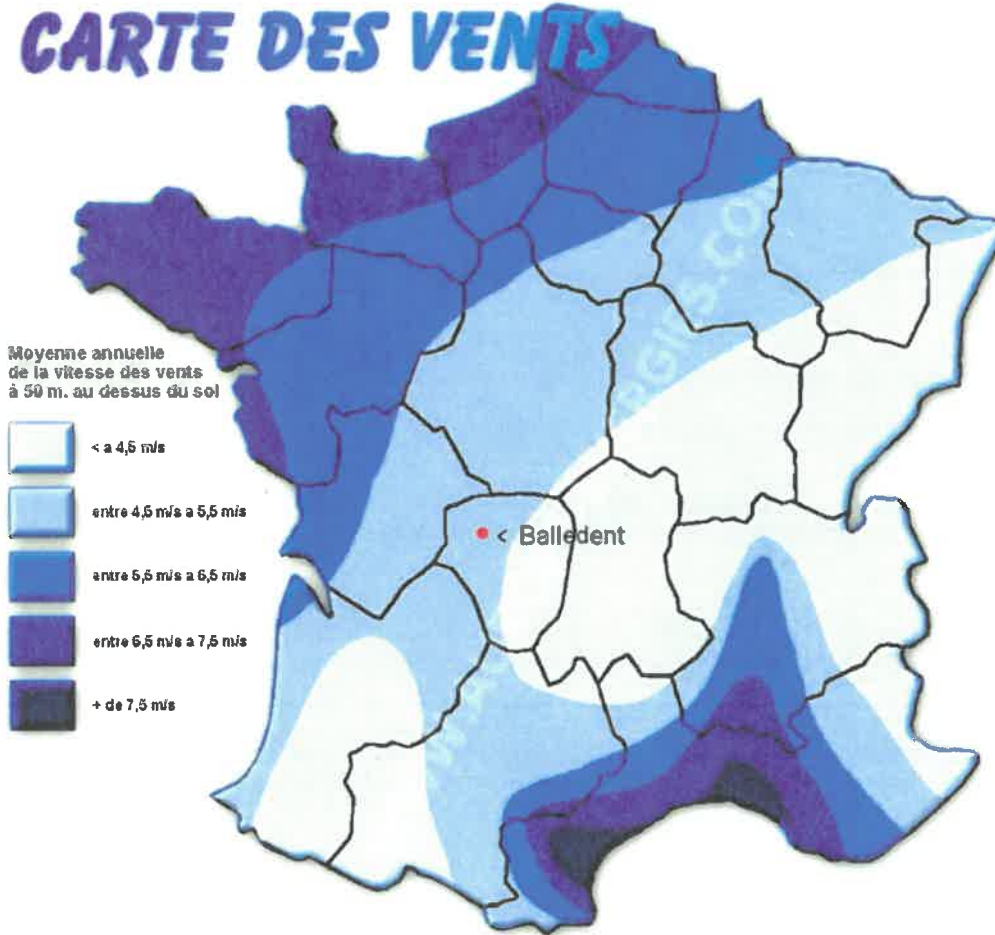 CARTE DES VENTS
Moyenne annuelle
de la vitesse des vents
à 50 m. au dessus du sol
< a 4,5 m/s
entre 4,5 m/s a 5,5 m/s
entre 5,5 m/s a 6,5 m/s
entre 6,5 m/s a 7,5 m/s
+ de 7,5 m/s
< Balledent